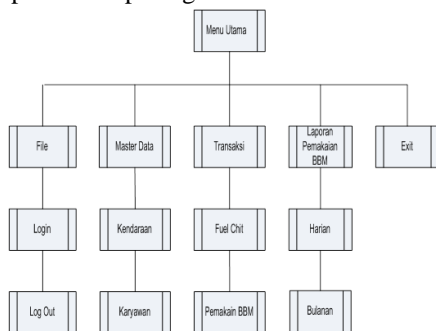 Menu Utama
File
Master Data
Transaksi
Laporan
Pemakaian
BBM
Exit
Login
Kendaraan
Fuel Chit
Harian
Log Out
Karyawan
Pemakain BBM
Bulanan